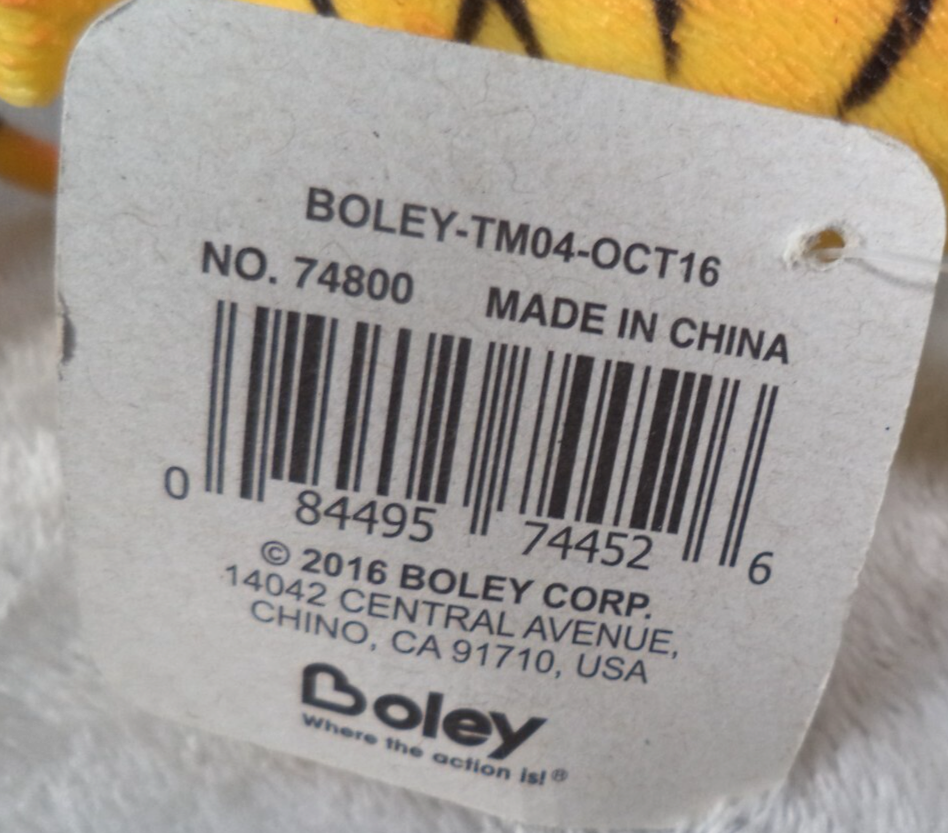 BOLEY-TM04-OCT16
NO. 74800 MADE IN CHINA
0 84495 74452 6
© 2016 BOLEY CORP.
14042 CENTRAL AVENUE,
CHINO, CA 91710, USA
Boley
Where the action is!®